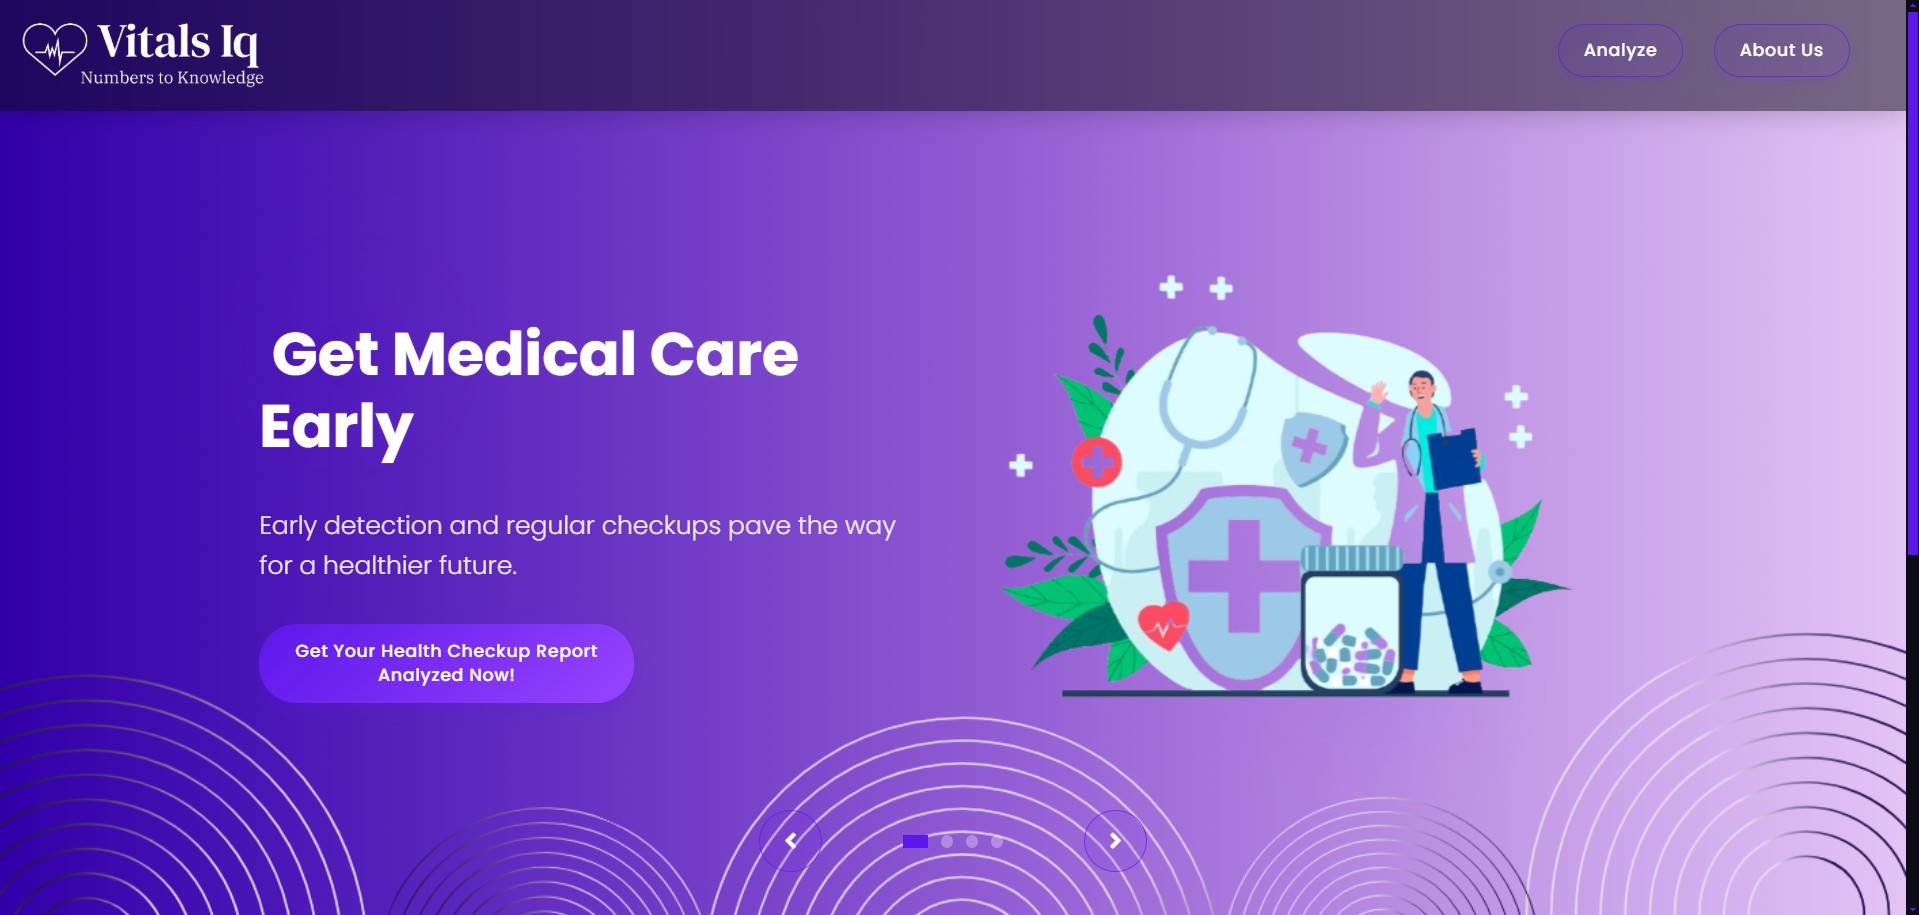 Vitals Iq
Numbers to Knowledge
Analyze
About Us
Get Medical Care
Early
Early detection and regular checkups pave the way
for a healthier future.
Get Your Health Checkup Report
Analyzed Now!